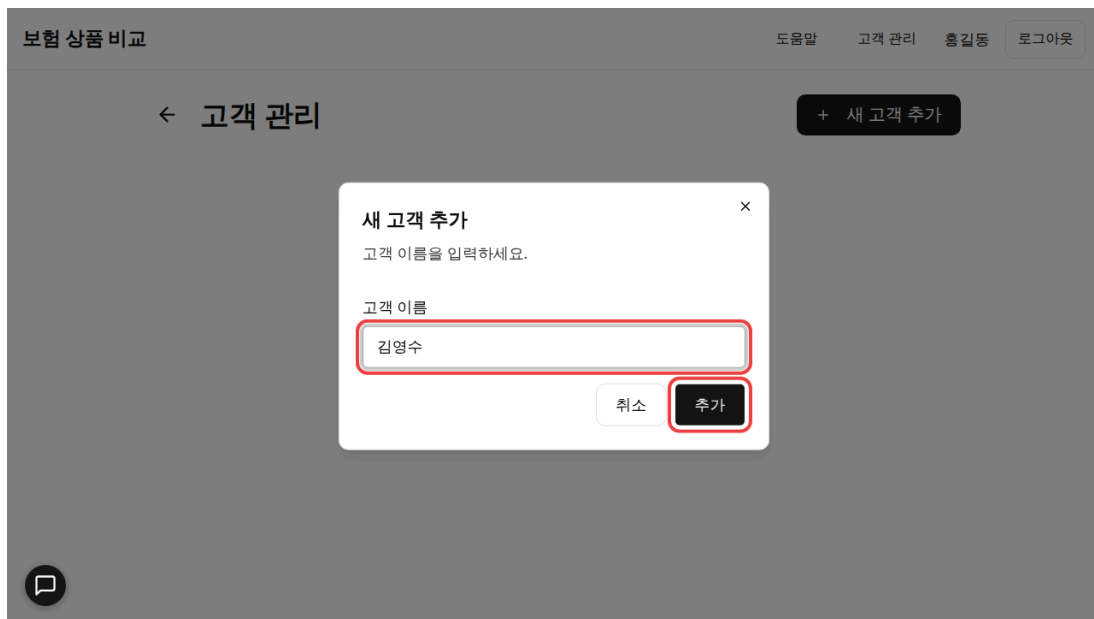 보험 상품 비교 도움말 고객 관리 홍길동 로그아웃
고객 관리 + 새 고객 추가
새 고객 추가
고객 이름을 입력하세요.
고객 이름
김영수
취소 추가